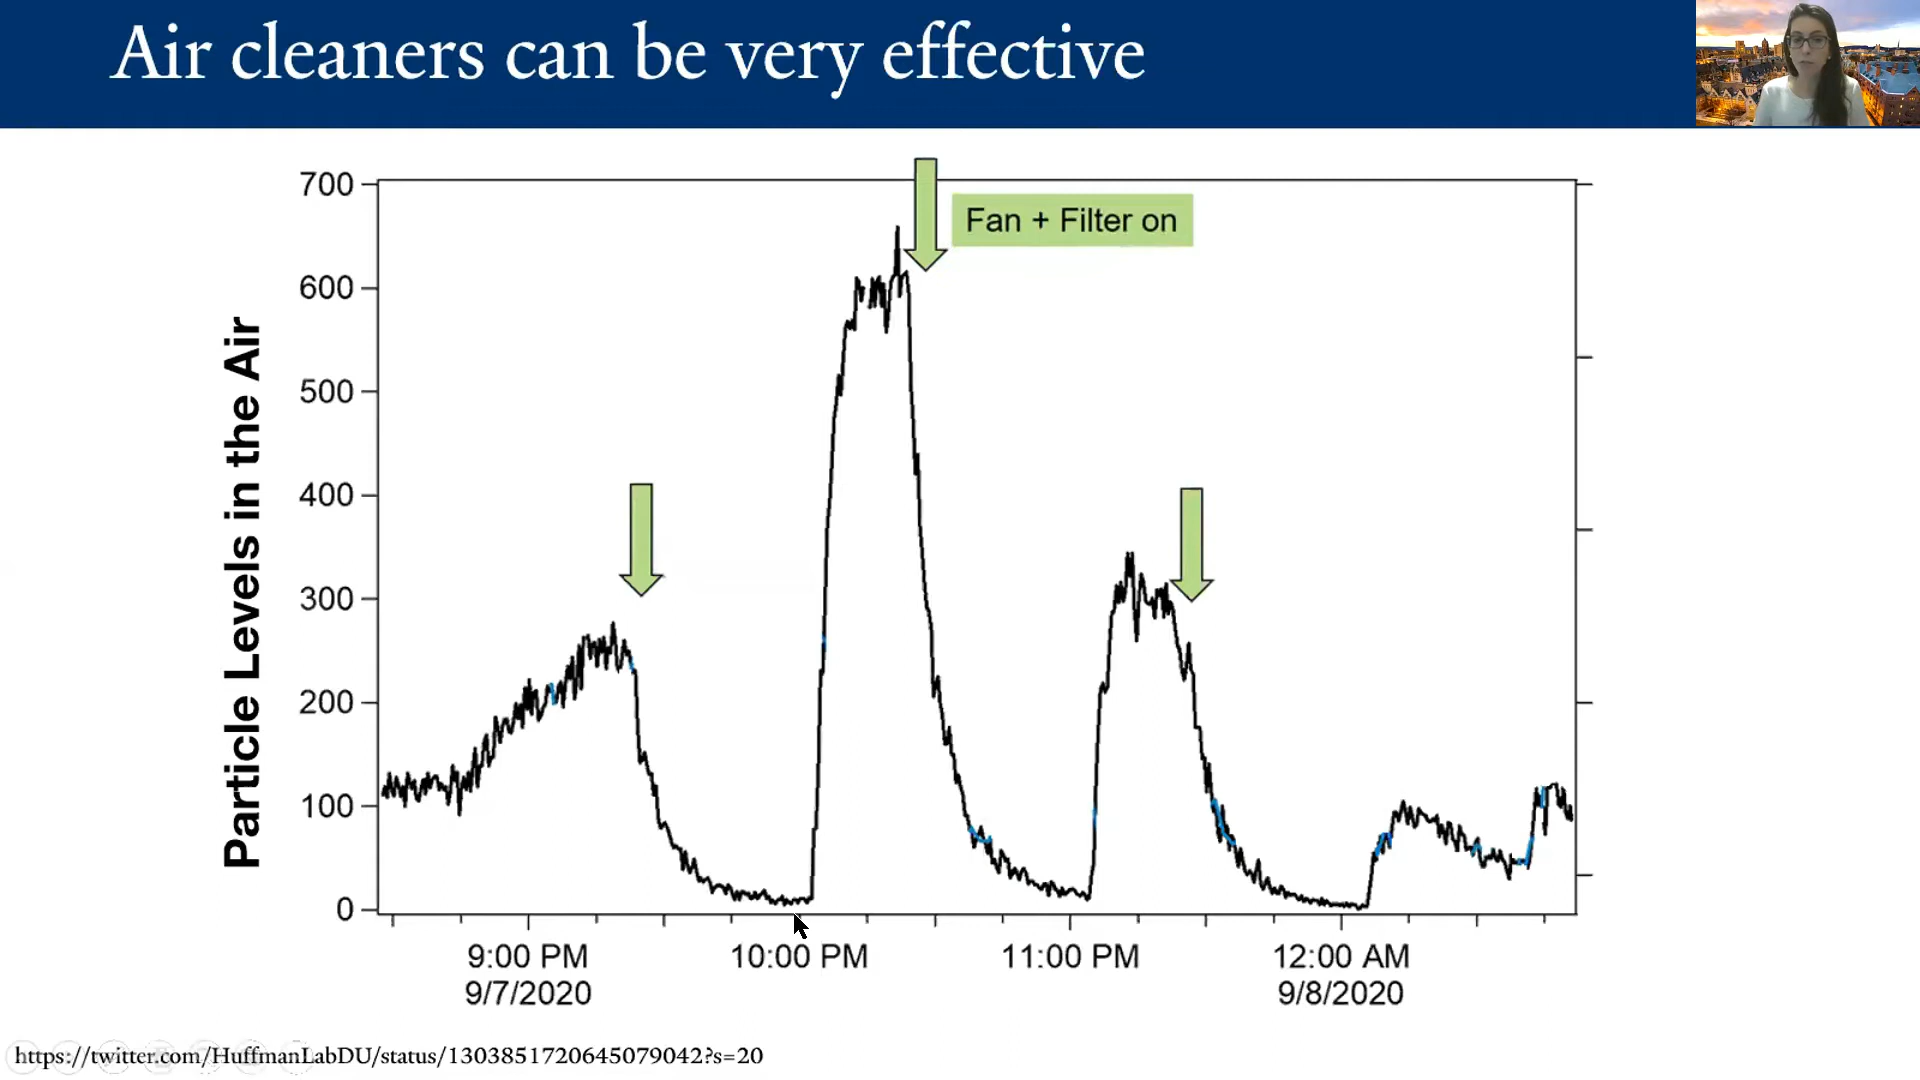 Air cleaners can be very effective
Particle Levels in the Air
700
600
500
400
300
200
100
0
Fan + Filter on
9:00 PM
9/7/2020
10:00 PM
11:00 PM
12:00 AM
9/8/2020
https://twitter.com/HuffmanLabDU/status/1303851720645079042?s=20